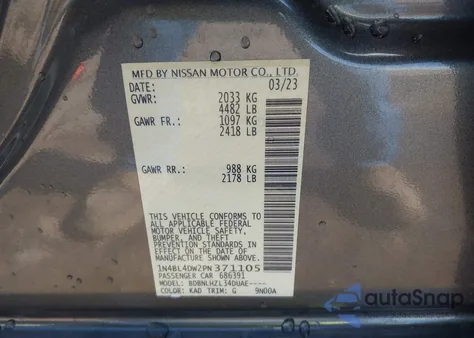 MFD BY NISSAN MOTOR CO., LTD.
DATE: 03/23
GVWR: 2033 KG
4482 LB
GAWR FR.: 1097 KG
2418 LB
GAWR RR.: 988 KG
2178 LB
THIS VEHICLE CONFORMS TO
ALL APPLICABLE FEDERAL
MOTOR VEHICLE SAFETY,
BUMPER, AND THEFT
PREVENTION STANDARDS
IN EFFECT ON THE
DATE OF MANUFACTURE
SHOWN ABOVE.
1N4BL4DW2PN371105
PASSENGER CAR 686391
MODEL: BDBNLHZL34DUAE----
COLOR: KAD TRIM: G 9N00A
autoSnap